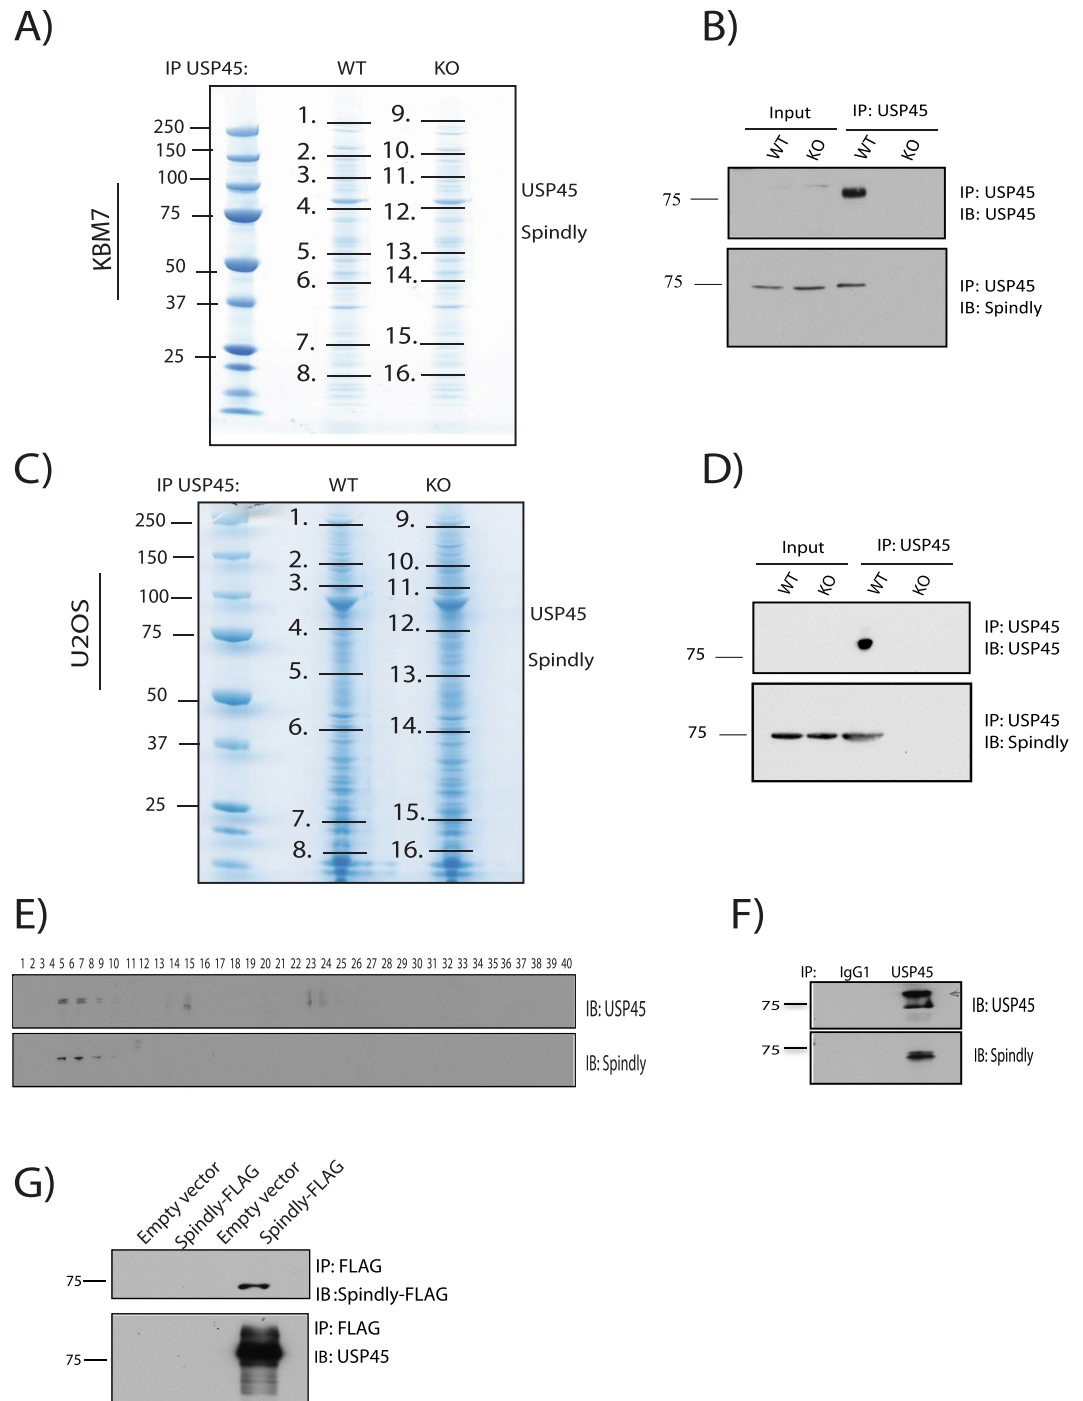 A)
IP USP45: WT KO
250
150
100
75
50
37
25
KBM7
1. 9.
2. 10.
3. 11.
4. 12.
5. 13.
6. 14.
7. 15.
8. 16.
USP45
Spindly
B)
Input IP: USP45
WT KO WT KO
75
IP: USP45
IB: USP45
75
IP: USP45
IB: Spindly
C)
IP USP45: WT KO
250
150
100
75
50
37
25
U2OS
1. 9.
2. 10.
3. 11.
4. 12.
5. 13.
6. 14.
7. 15.
8. 16.
USP45
Spindly
D)
Input IP: USP45
WT KO WT KO
75
IP: USP45
IB: USP45
75
IP: USP45
IB: Spindly
E)
1 2 3 4 5 6 7 8 9 10 11 12 13 14 15 16 17 18 19 20 21 22 23 24 25 26 27 28 29 30 31 32 33 34 35 36 37 38 39 40
IB: USP45
IB: Spindly
F)
IP: IgG1 USP45
75
IB: USP45
75
IB: Spindly
G)
Empty vector Spindly-FLAG Empty vector Spindly-FLAG
75
IP: FLAG
IB:Spindly-FLAG
75
IP: FLAG
IB: USP45